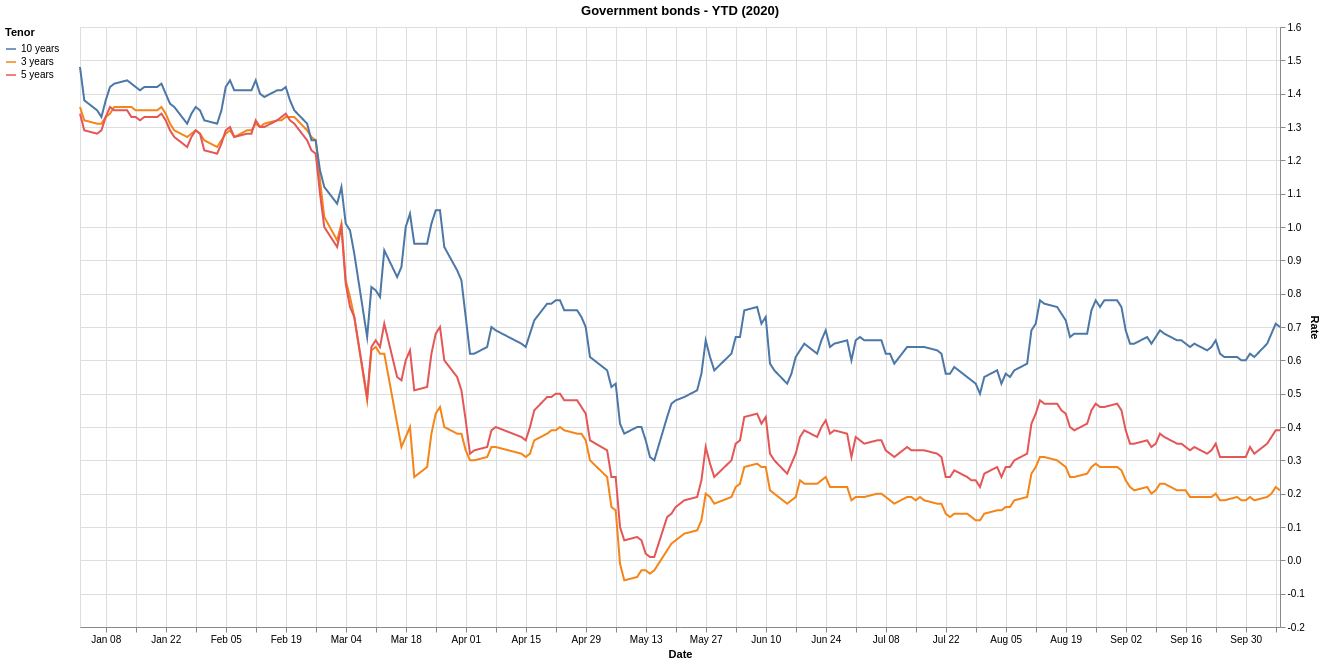 Government bonds - YTD (2020)
Tenor
10 years
3 years
5 years
1.6
1.5
1.4
1.3
1.2
1.1
1.0
0.9
0.8
0.7
0.6
0.5
0.4
0.3
0.2
0.1
0.0
-0.1
-0.2
Rate
Jan 08 Jan 22 Feb 05 Feb 19 Mar 04 Mar 18 Apr 01 Apr 15 Apr 29 May 13 May 27 Jun 10 Jun 24 Jul 08 Jul 22 Aug 05 Aug 19 Sep 02 Sep 16 Sep 30
Date